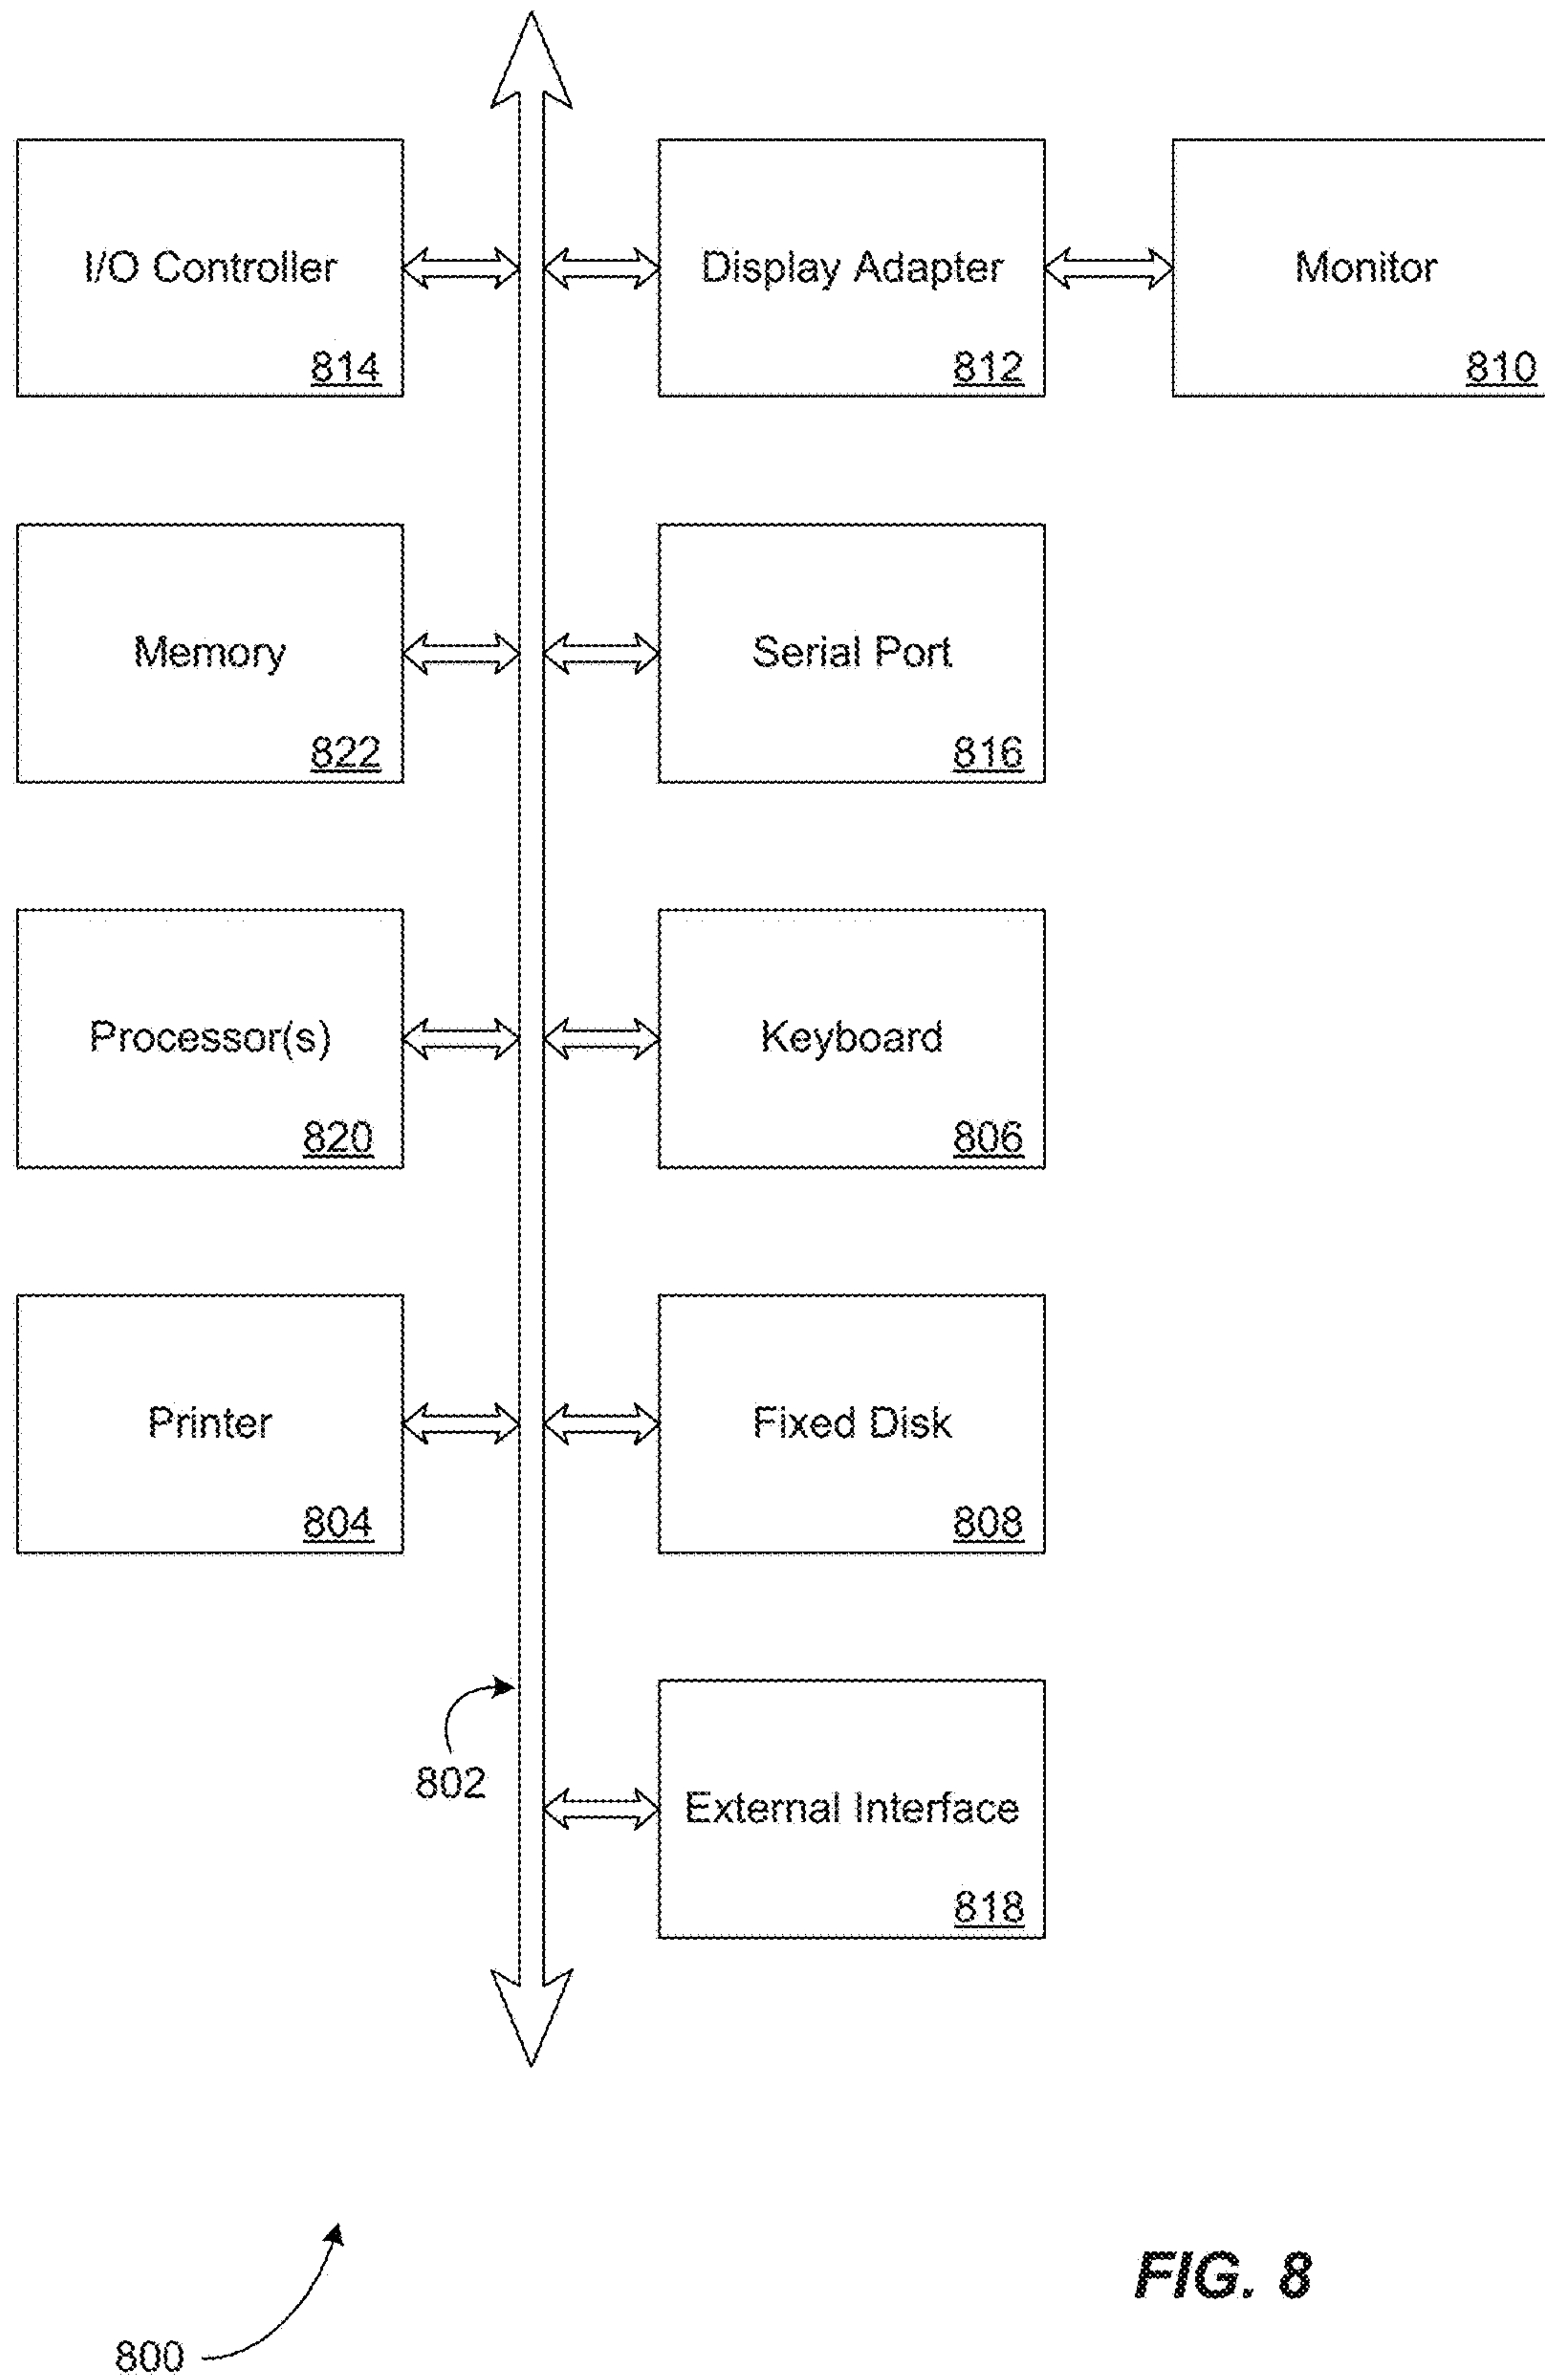 I/O Controller
814
Display Adapter
812
Monitor
810
Memory
822
Serial Port
816
Processor(s)
820
Keyboard
806
Printer
804
Fixed Disk
808
802
External Interface
818
800
FIG. 8